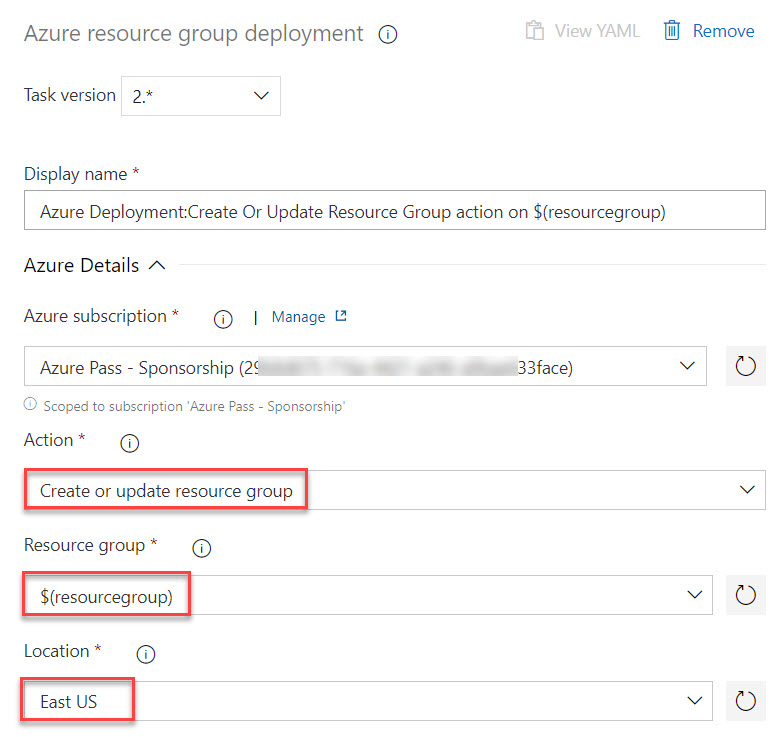 Azure resource group deployment
View YAML
Remove
Task version 2.*
Display name *
Azure Deployment:Create Or Update Resource Group action on $(resourcegroup)
Azure Details
Azure subscription * | Manage
Azure Pass - Sponsorship (29 33face)
Scoped to subscription 'Azure Pass - Sponsorship'
Action *
Create or update resource group
Resource group *
$(resourcegroup)
Location *
East US